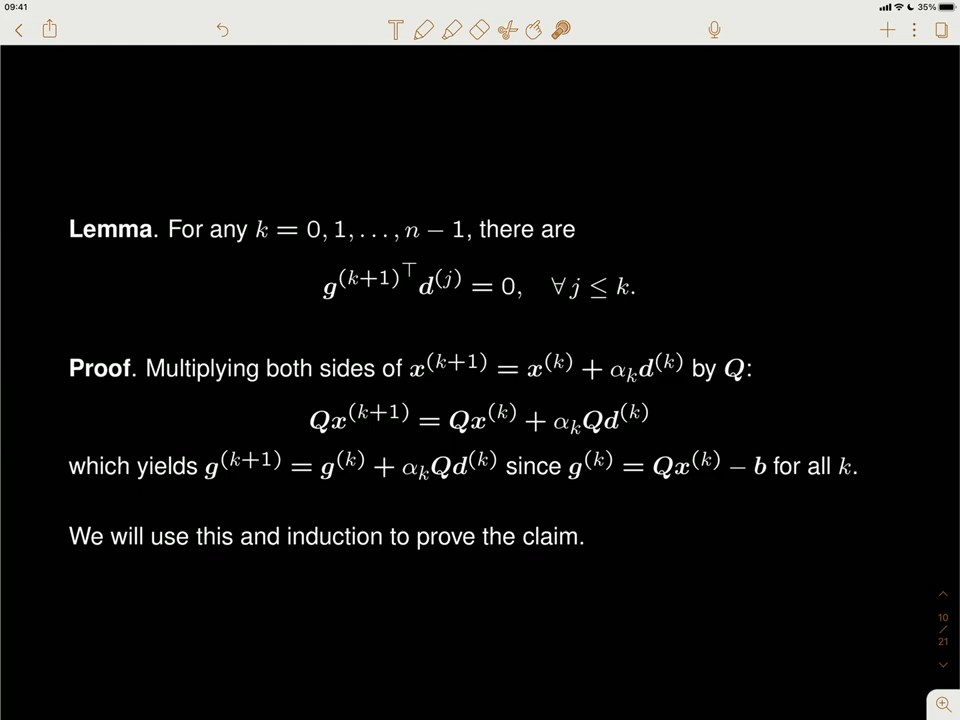 09:41
35%
Lemma. For any k = 0, 1, . . . , n − 1, there are
g^{(k+1)^⊤} d^{(j)} = 0, ∀ j ≤ k.
Proof. Multiplying both sides of x^{(k+1)} = x^{(k)} + α_k d^{(k)} by Q:
Qx^{(k+1)} = Qx^{(k)} + α_k Qd^{(k)}
which yields g^{(k+1)} = g^{(k)} + α_k Qd^{(k)} since g^{(k)} = Qx^{(k)} − b for all k.
We will use this and induction to prove the claim.
10
/
21